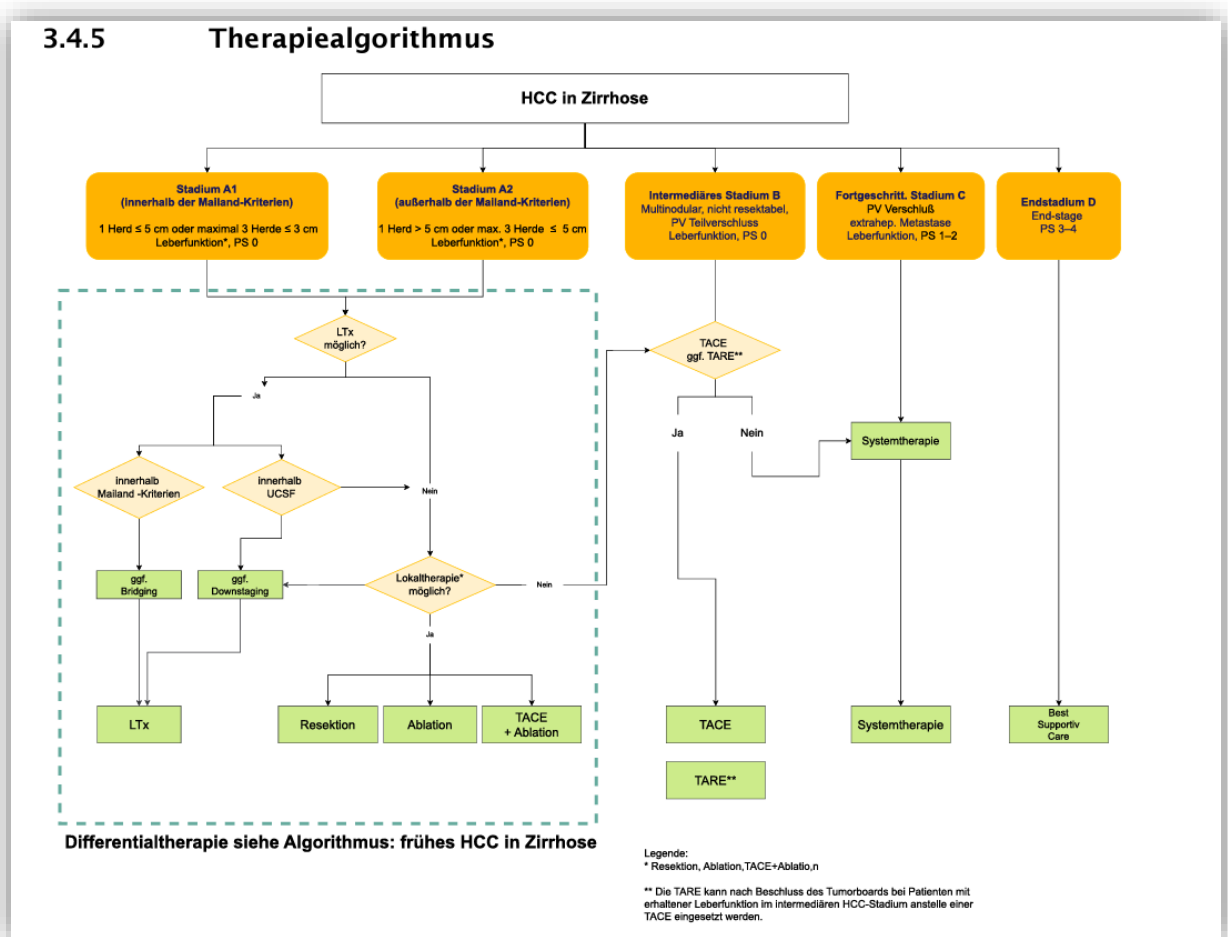 3.4.5 Therapiealgorithmus
HCC in Zirrhose
Stadium A1
(innerhalb der Mailand-Kriterien)
1 Herd ≤ 5 cm oder maximal 3 Herde ≤ 3 cm
Leberfunktion*, PS 0
Stadium A2
(außerhalb der Mailand-Kriterien)
1 Herd > 5 cm oder max. 3 Herde ≤ 5 cm
Leberfunktion*, PS 0
Intermediäres Stadium B
Multinodular, nicht resektabel,
PV Teilverschluss
Leberfunktion, PS 0
Fortgeschritt. Stadium C
PV Verschluß
extrahep. Metastase
Leberfunktion, PS 1–2
Endstadium D
End-stage
PS 3–4
LTx
möglich?
TACE
ggf. TARE**
Ja
Ja
Nein
Systemtherapie
innerhalb
Mailand -Kriterien
innerhalb
UCSF
Nein
ggf.
Bridging
ggf.
Downstaging
Lokaltherapie*
möglich?
Nein
Ja
LTx
Resektion
Ablation
TACE
+ Ablation
TACE
Systemtherapie
Best
Supportiv
Care
TARE**
Differentialtherapie siehe Algorithmus: frühes HCC in Zirrhose
Legende:
* Resektion, Ablation,TACE+Ablatio,n
** Die TARE kann nach Beschluss des Tumorboards bei Patienten mit
erhaltener Leberfunktion im intermediären HCC-Stadium anstelle einer
TACE eingesetzt werden.